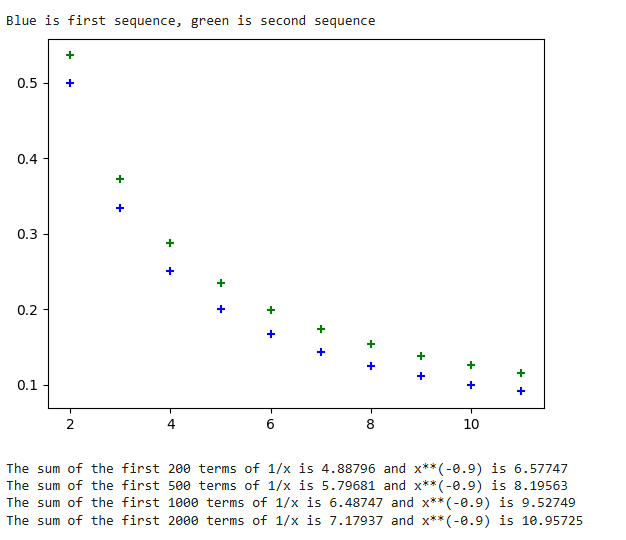 Blue is first sequence, green is second sequence
0.5
0.4
0.3
0.2
0.1
2 4 6 8 10
The sum of the first 200 terms of 1/x is 4.88796 and x**(-0.9) is 6.57747
The sum of the first 500 terms of 1/x is 5.79681 and x**(-0.9) is 8.19563
The sum of the first 1000 terms of 1/x is 6.48747 and x**(-0.9) is 9.52749
The sum of the first 2000 terms of 1/x is 7.17937 and x**(-0.9) is 10.95725